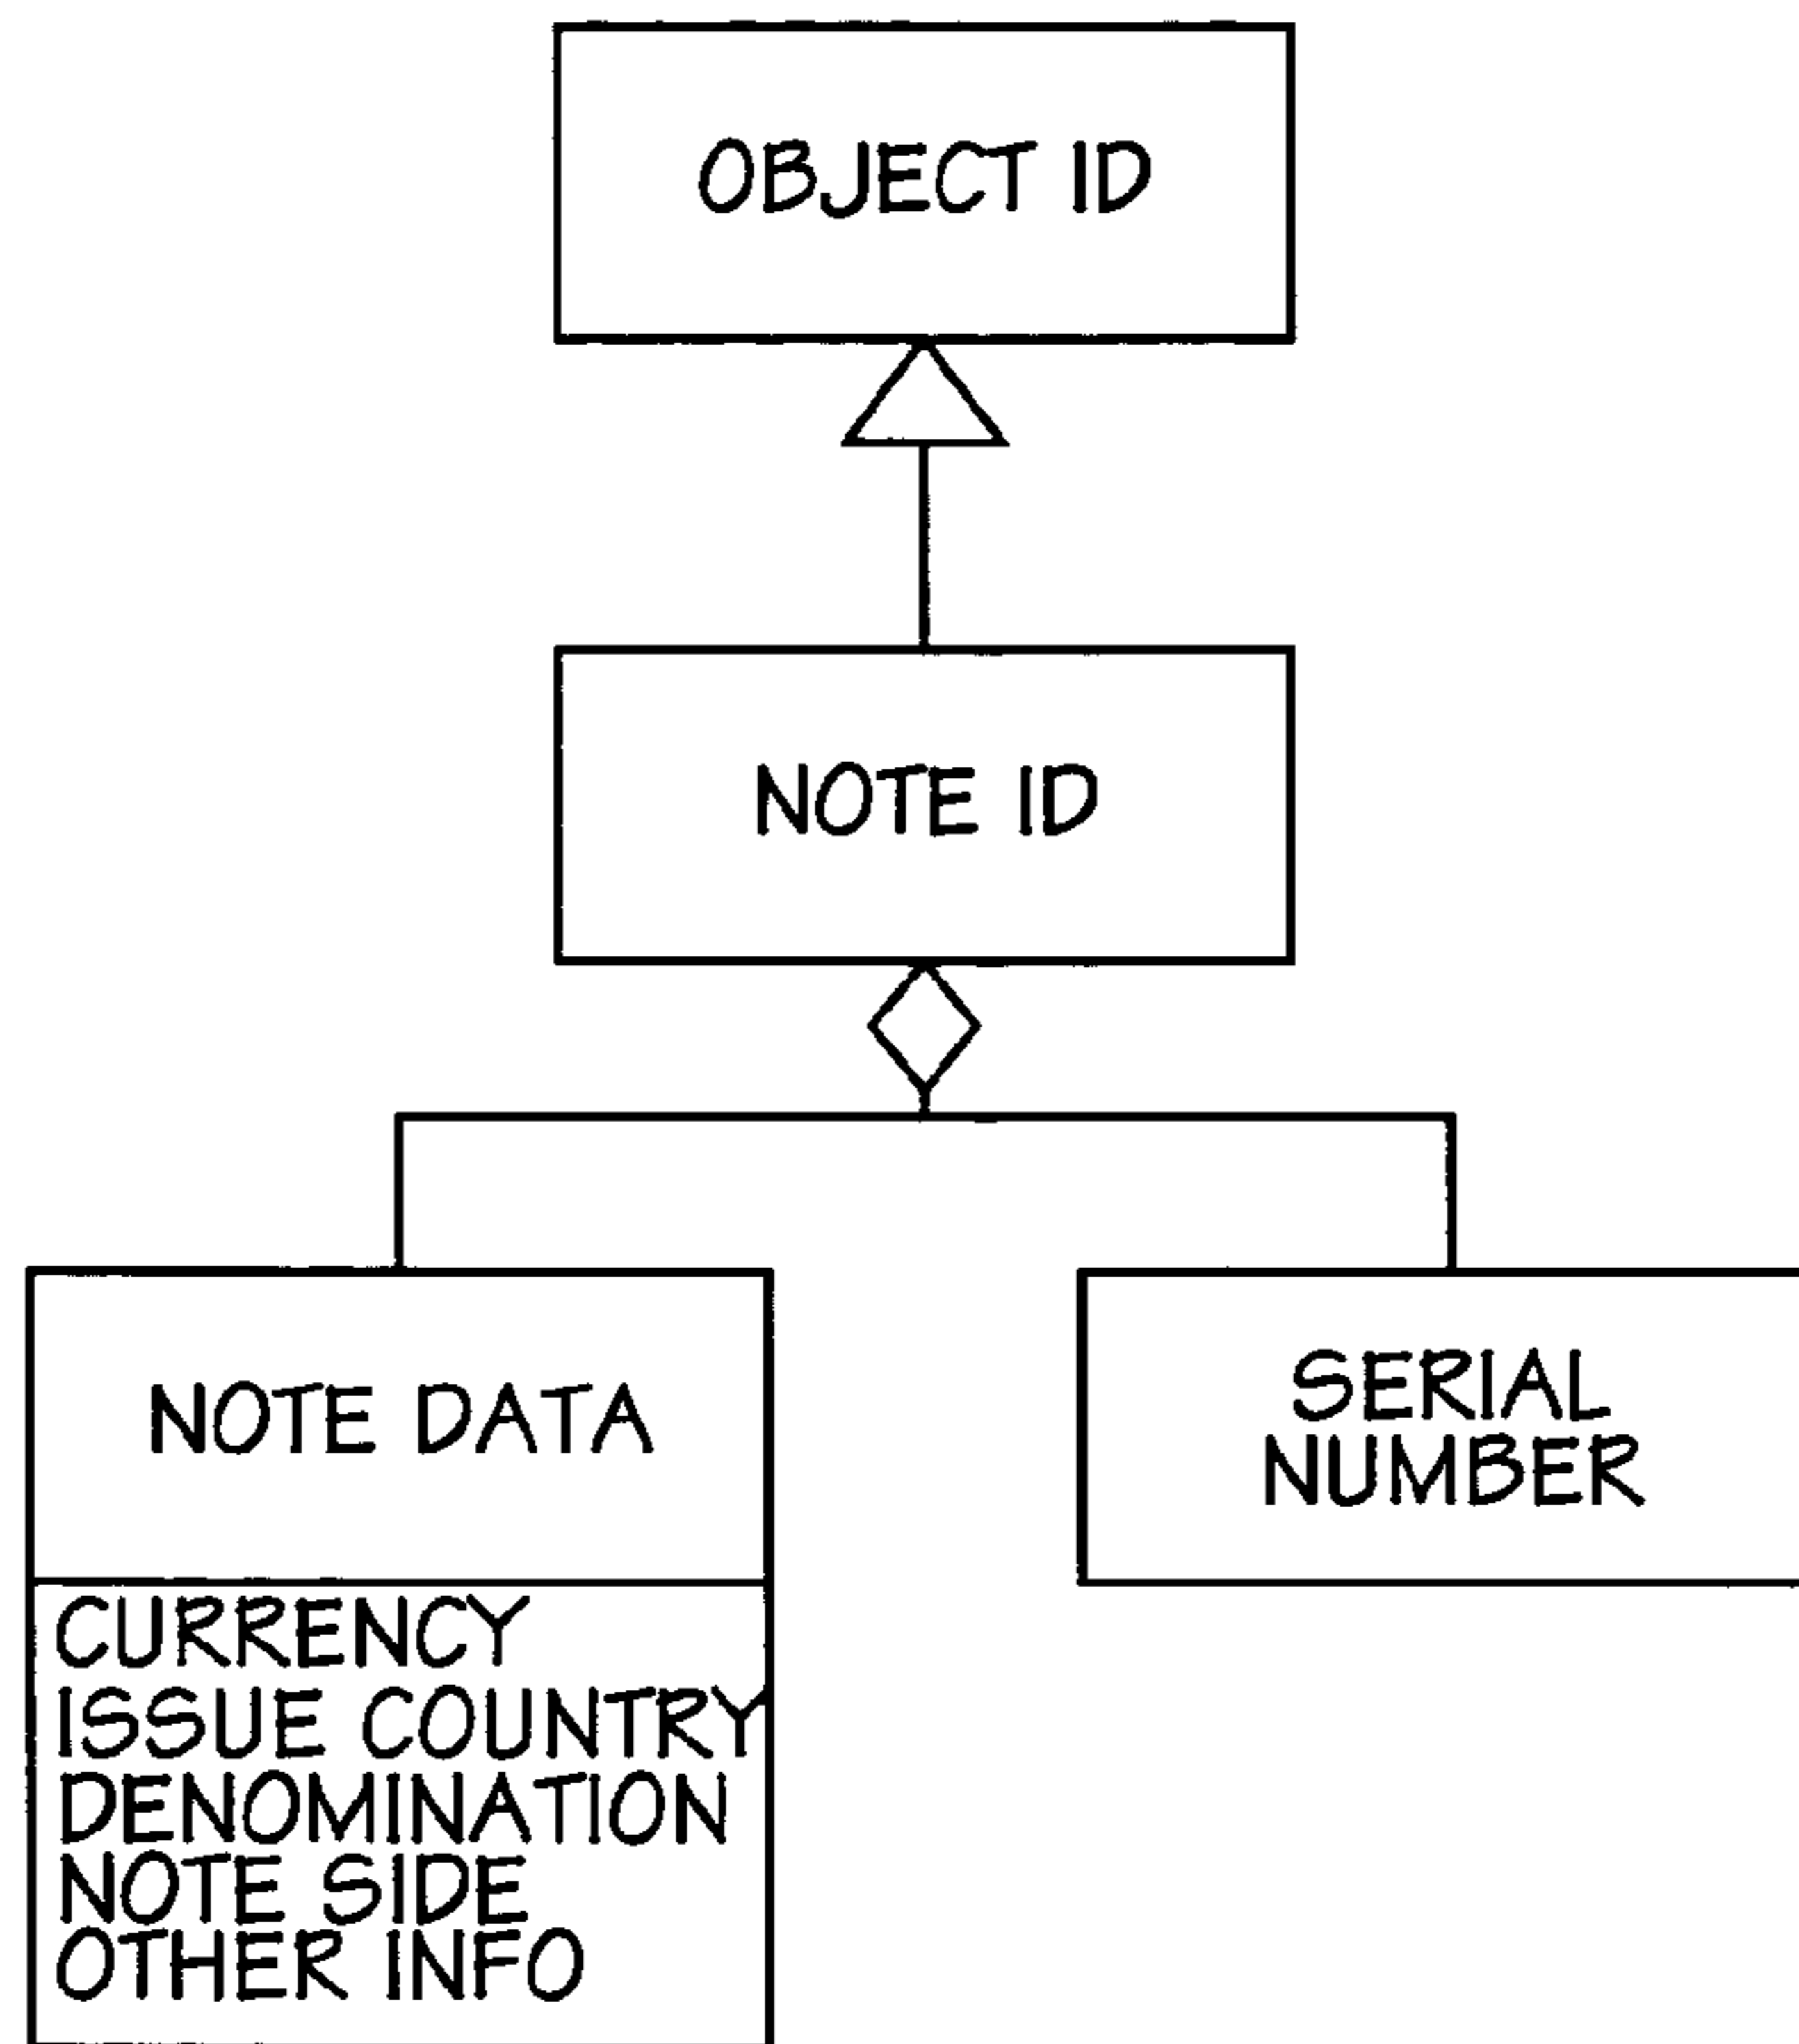 OBJECT ID
NOTE ID
NOTE DATA
SERIAL
NUMBER
CURRENCY
ISSUE COUNTRY
DENOMINATION
NOTE SIDE
OTHER INFO